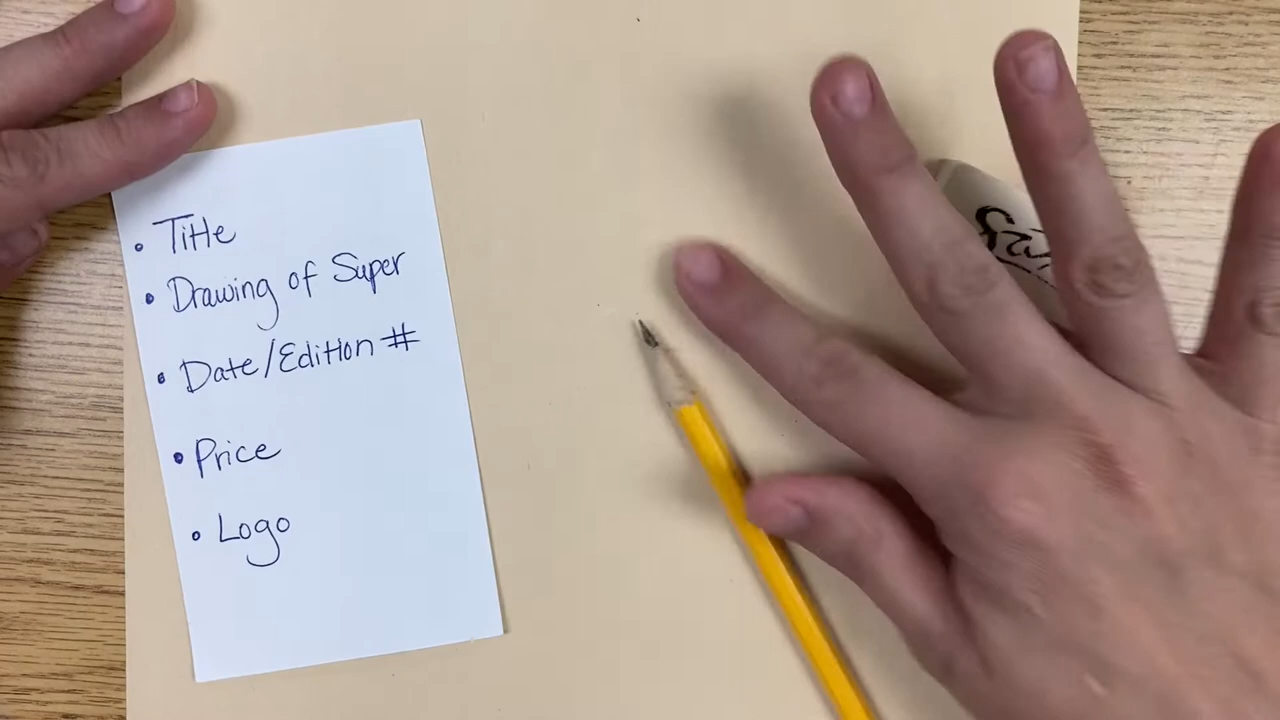 • Title
• Drawing of Super
• Date/Edition #
• Price
• Logo